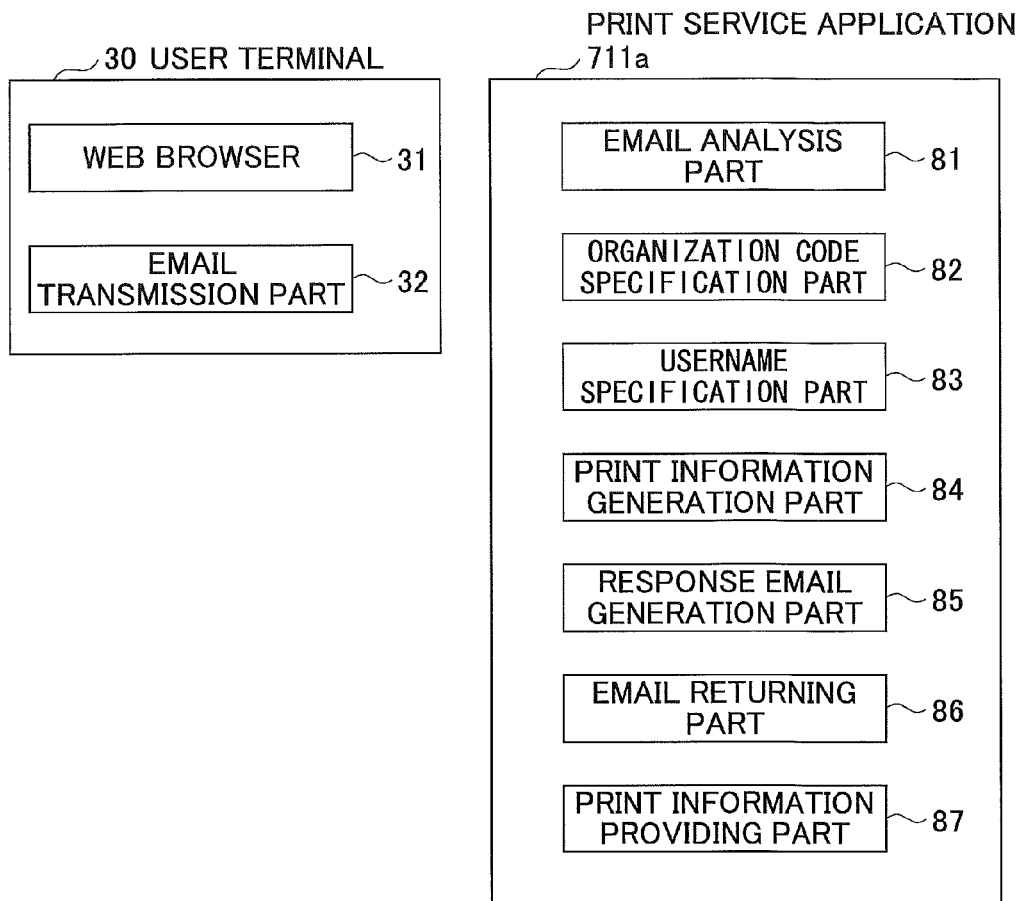 30 USER TERMINAL
WEB BROWSER
31
EMAIL
TRANSMISSION PART
32
PRINT SERVICE APPLICATION
711a
EMAIL ANALYSIS
PART
81
ORGANIZATION CODE
SPECIFICATION PART
82
USERNAME
SPECIFICATION PART
83
PRINT INFORMATION
GENERATION PART
84
RESPONSE EMAIL
GENERATION PART
85
EMAIL RETURNING
PART
86
PRINT INFORMATION
PROVIDING PART
87